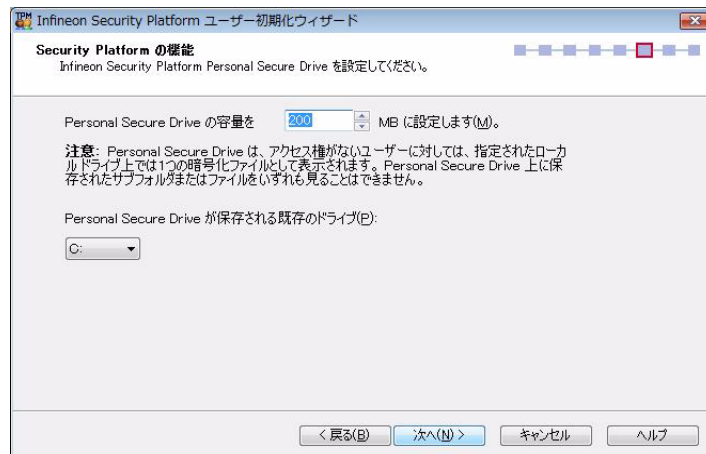 TPM
Infineon Security Platform ユーザー初期化ウィザード
Security Platform の機能
Infineon Security Platform Personal Secure Drive を設定してください。
Personal Secure Drive の容量を 200 MB に設定します(M)。
注意: Personal Secure Drive は、アクセス権がないユーザーに対しては、指定されたローカ
ルドライブ上では1つの暗号化ファイルとして表示されます。Personal Secure Drive 上に保
存されたサブフォルダまたはファイルをいずれも見ることはできません。
Personal Secure Drive が保存される既存のドライブ(P):
C:
< 戻る(B) 次へ(N) > キャンセル ヘルプ